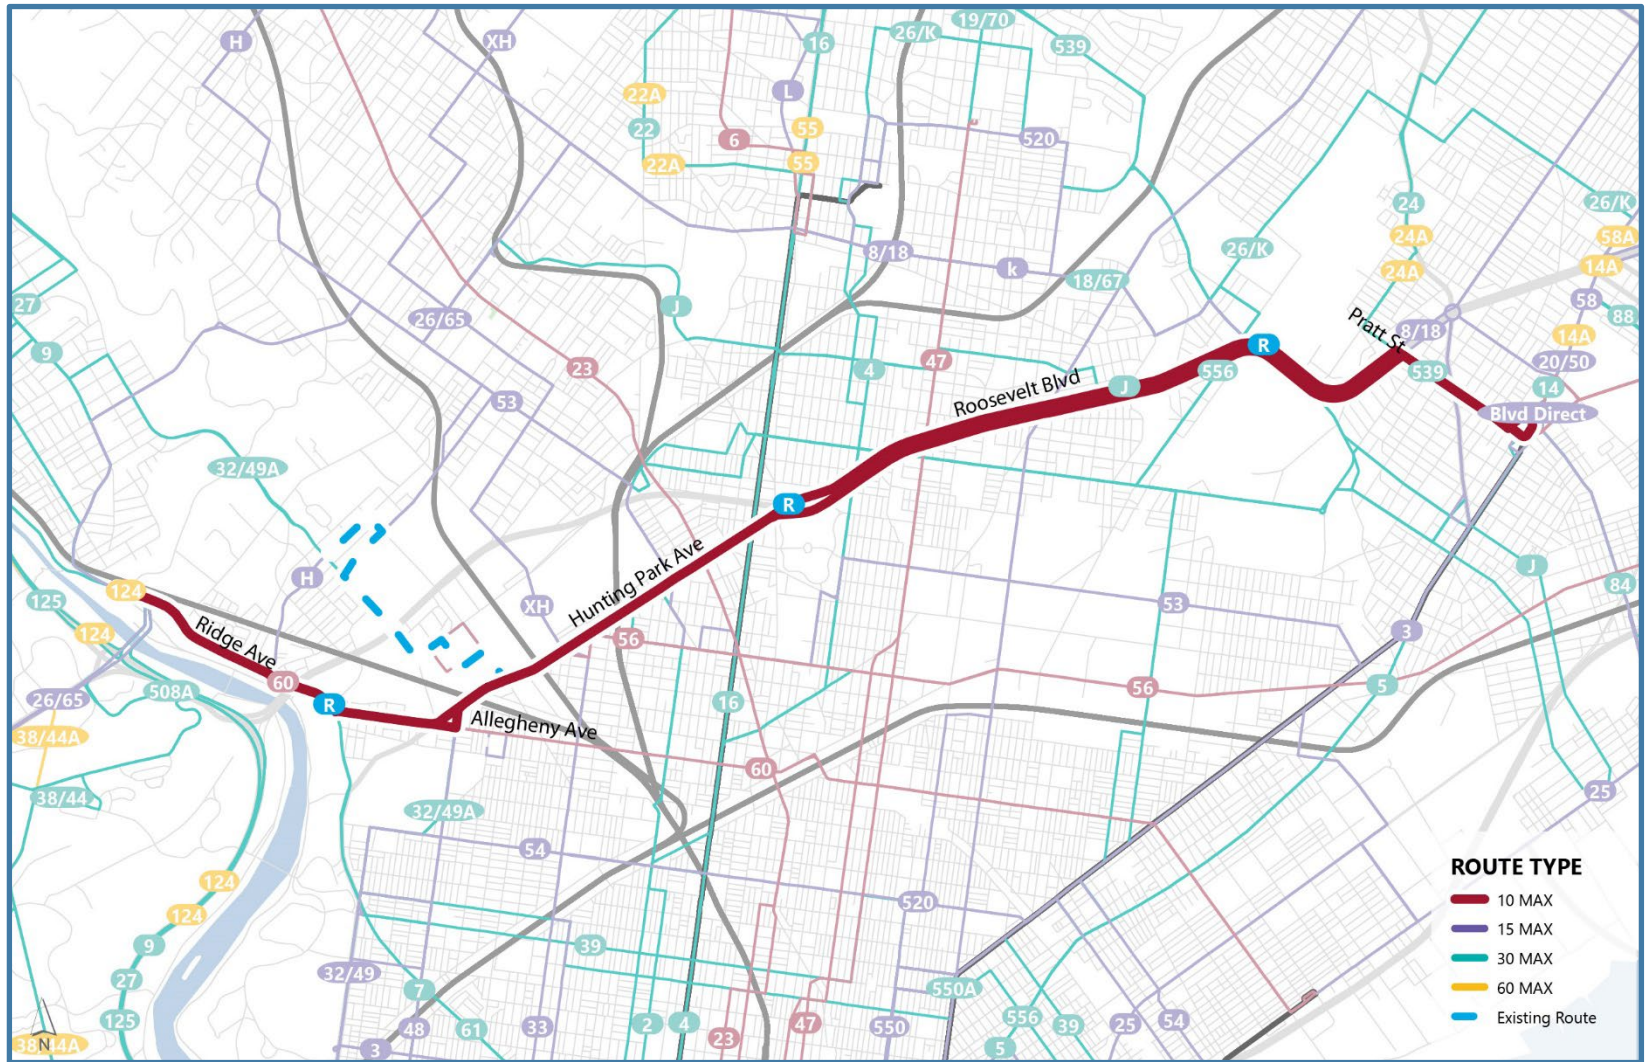 H
XH
16
26/K
19/70
539
22A
L
22
55
6
520
22A
55
24
26/K
24A
58A
8/18
26/K
k
18/67
24A
14A
58
27
J
26/65
88
Pratt St
8/18
14A
9
R
4
47
20/50
23
Roosevelt Blvd
J
556
539
14
53
Blvd Direct
32/49A
R
H
Hunting Park Ave
J
124
125
XH
53
84
124
Ridge Ave
56
3
60
56
5
26/65
508A
R
16
Allegheny Ave
38/44A
60
38/44
25
32/49A
54
ROUTE TYPE
124
10 MAX
520
124
15 MAX
9
39
30 MAX
32/49
27
7
550A
60 MAX
125
48
61
33
2
4
23
47
550
556
39
25
54
Existing Route
N
3
5